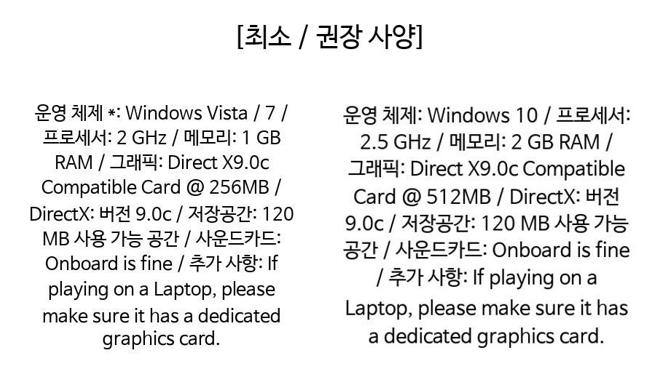 [최소 / 권장 사양]
운영 체제 *: Windows Vista / 7 /
프로세서: 2 GHz / 메모리: 1 GB
RAM / 그래픽: Direct X9.0c
Compatible Card @ 256MB /
DirectX: 버전 9.0c / 저장공간: 120
MB 사용 가능 공간 / 사운드카드:
Onboard is fine / 추가 사항: If
playing on a Laptop, please
make sure it has a dedicated
graphics card.
운영 체제: Windows 10 / 프로세서:
2.5 GHz / 메모리: 2 GB RAM /
그래픽: Direct X9.0c Compatible
Card @ 512MB / DirectX: 버전
9.0c / 저장공간: 120 MB 사용 가능
공간 / 사운드카드: Onboard is fine
/ 추가 사항: If playing on a
Laptop, please make sure it has
a dedicated graphics card.